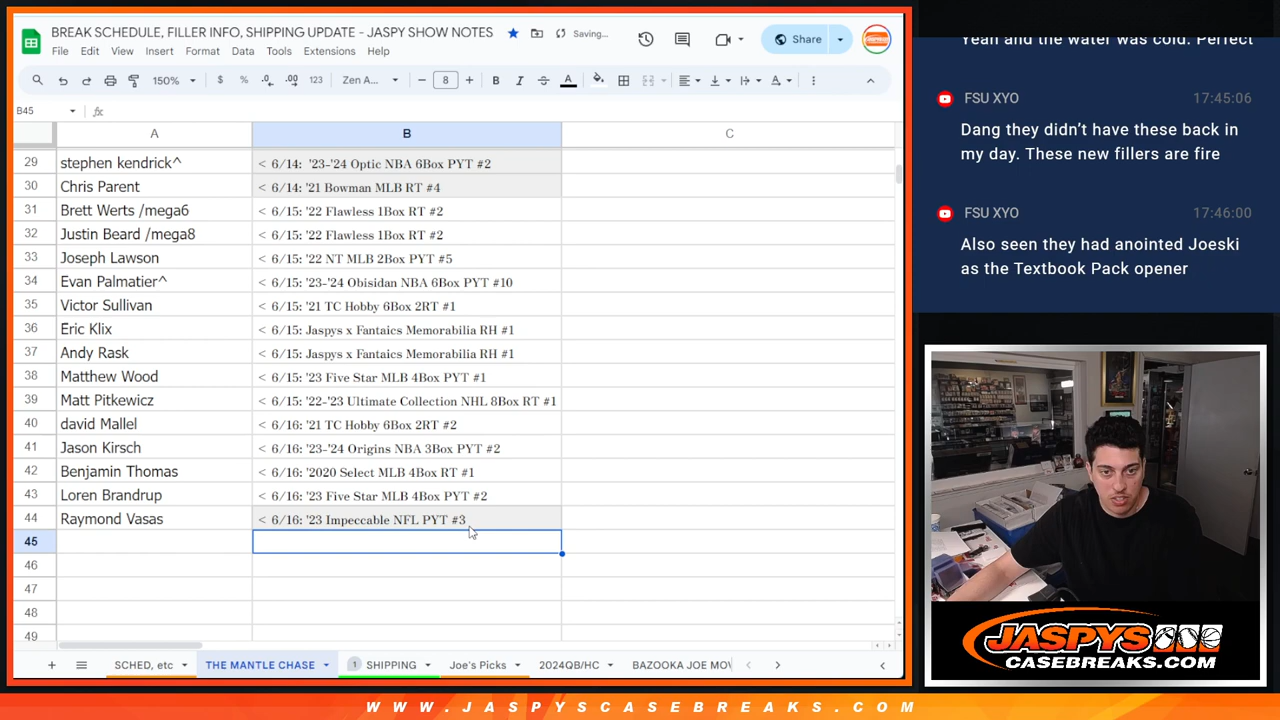 BREAK SCHEDULE, FILLER INFO, SHIPPING UPDATE - JASPY SHOW NOTES
Saving...
Share
File Edit View Insert Format Data Tools Extensions Help
150% $ % .0 .00 123 Zen A... 8 B I S A
B45 fx
A B C
29 stephen kendrick^ < 6/14: '23-'24 Optic NBA 6Box PYT #2
30 Chris Parent < 6/14: '21 Bowman MLB RT #4
31 Brett Werts /mega6 < 6/15: '22 Flawless 1Box RT #2
32 Justin Beard /mega8 < 6/15: '22 Flawless 1Box RT #2
33 Joseph Lawson < 6/15: '22 NT MLB 2Box PYT #5
34 Evan Palmatier^ < 6/15: '23-'24 Obisidan NBA 6Box PYT #10
35 Victor Sullivan < 6/15: '21 TC Hobby 6Box 2RT #1
36 Eric Klix < 6/15: Jaspys x Fantaics Memorabilia RH #1
37 Andy Rask < 6/15: Jaspys x Fantaics Memorabilia RH #1
38 Matthew Wood < 6/15: '23 Five Star MLB 4Box PYT #1
39 Matt Pitkewicz < 6/15: '22-'23 Ultimate Collection NHL 8Box RT #1
40 david Mallel < 6/16: '21 TC Hobby 6Box 2RT #2
41 Jason Kirsch < 6/16: '23-'24 Origins NBA 3Box PYT #2
42 Benjamin Thomas < 6/16: '2020 Select MLB 4Box RT #1
43 Loren Brandrup < 6/16: '23 Five Star MLB 4Box PYT #2
44 Raymond Vasas < 6/16: '23 Impeccable NFL PYT #3
45
46
47
48
49
SCHED, etc THE MANTLE CHASE 1 SHIPPING Joe's Picks 2024QB/HC BAZOOKA JOE MOV
Yeah and the water was cold. Perfect
FSU XYO 17:45:06
Dang they didn't have these back in
my day. These new fillers are fire
FSU XYO 17:46:00
Also seen they had anointed Joeski
as the Textbook Pack opener
JASPYS
CASEBREAKS.COM
WWW.JASPYSCASEBREAKS.COM